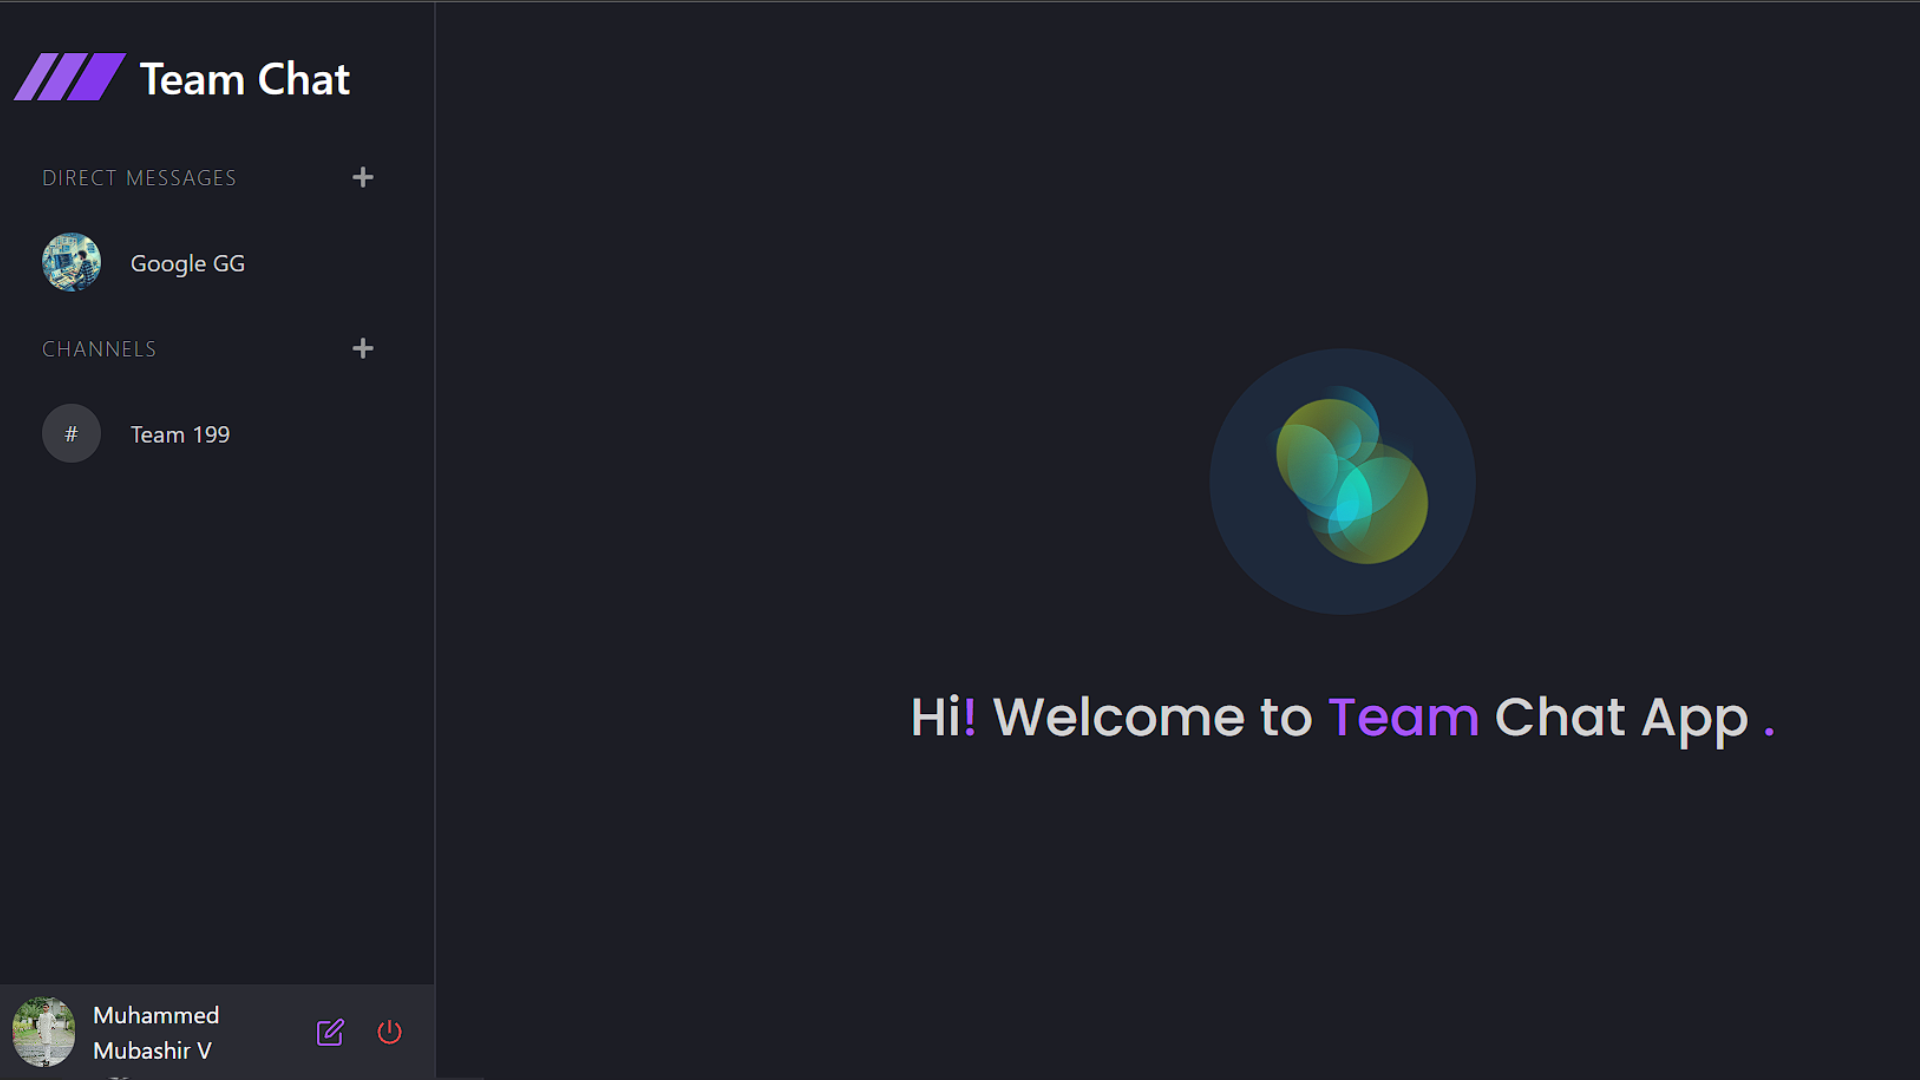 Team Chat
DIRECT MESSAGES
Google GG
CHANNELS
# Team 199
Hi! Welcome to Team Chat App .
Muhammed
Mubashir V